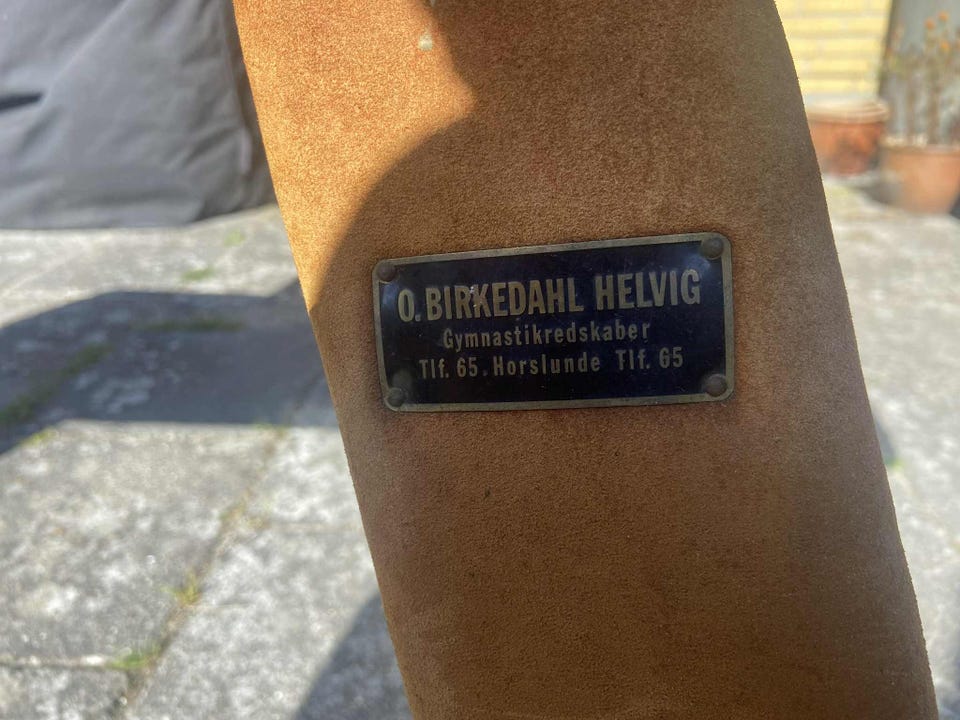 O. BIRKEDAHL HELVIG
Gymnastikredskaber
Tlf. 65. Horslunde Tlf. 65